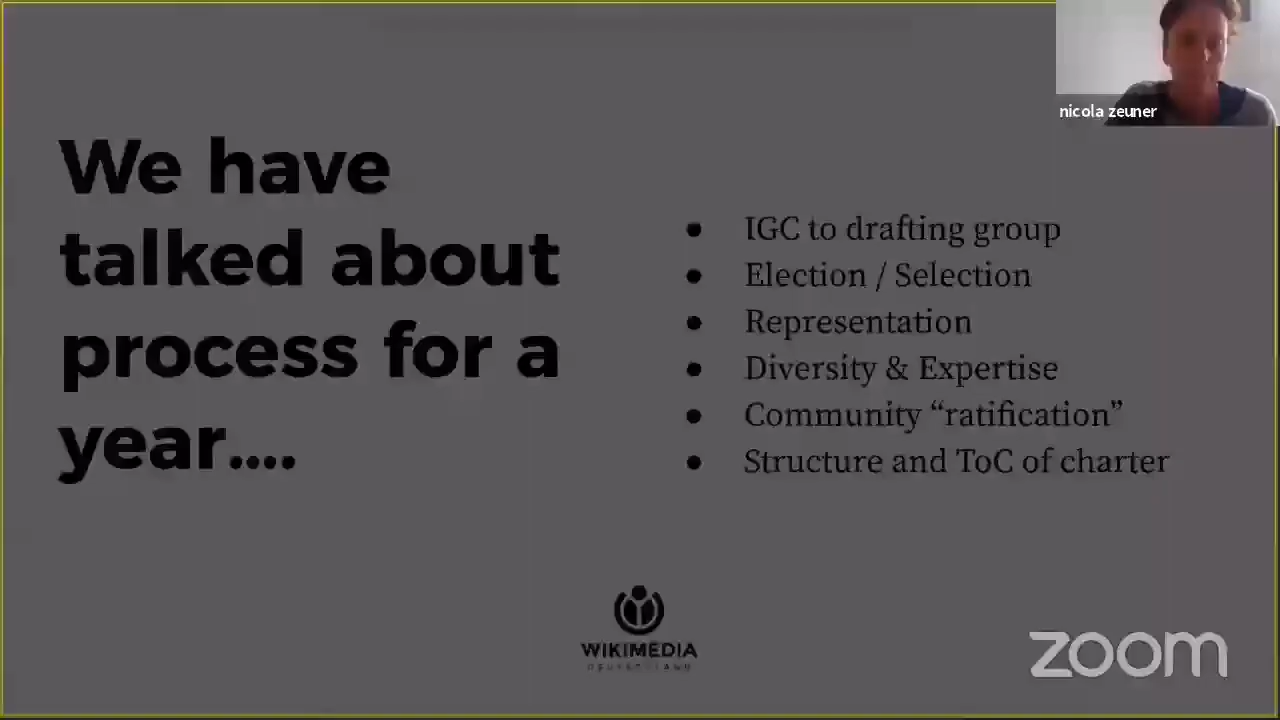 nicola zeuner
We have
talked about
process for a
year....
IGC to drafting group
Election / Selection
Representation
Diversity & Expertise
Community “ratification”
Structure and ToC of charter
WIKIMEDIA
DEUTSCHLAND
zoom